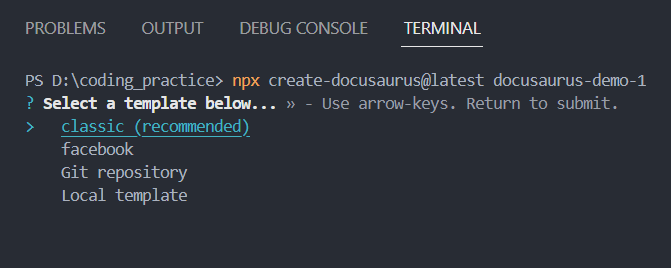 PROBLEMS OUTPUT DEBUG CONSOLE TERMINAL
PS D:\coding_practice> npx create-docusaurus@latest docusaurus-demo-1
? Select a template below... » - Use arrow-keys. Return to submit.
> classic (recommended)
facebook
Git repository
Local template